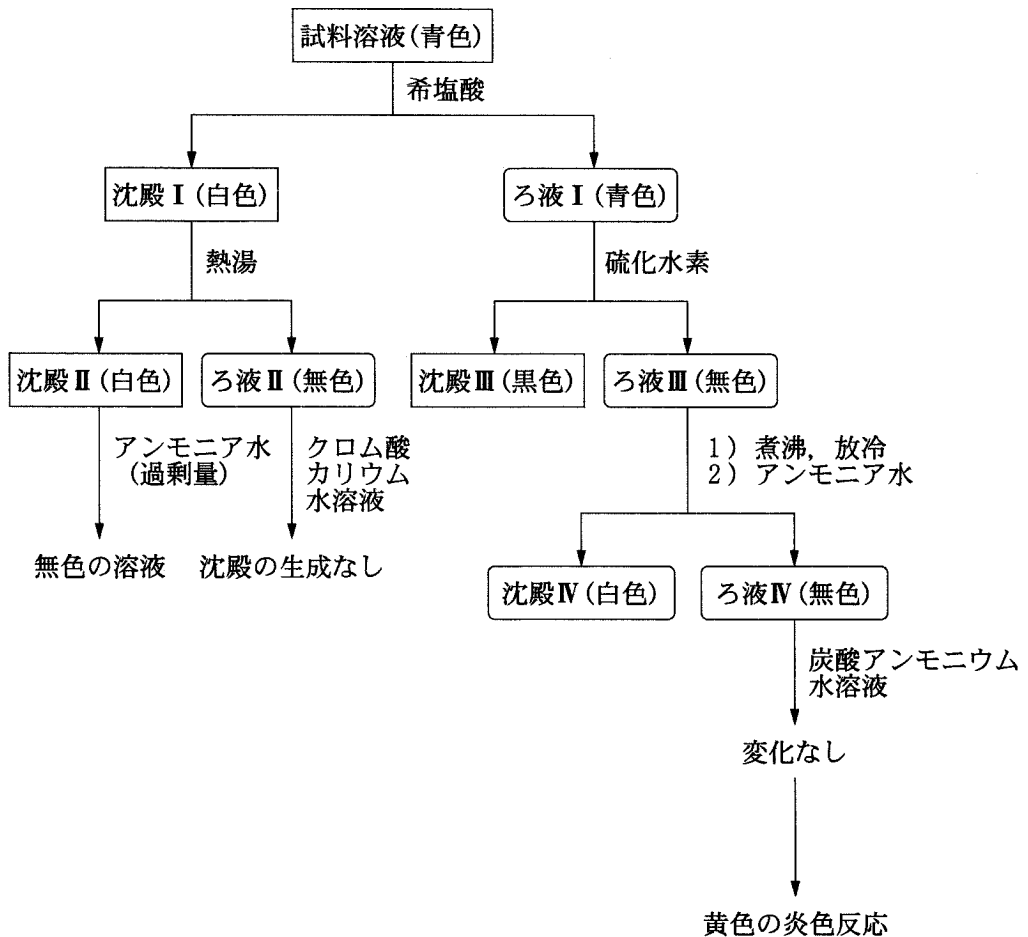 試料溶液(青色)
希塩酸
沈殿Ⅰ(白色)
ろ液Ⅰ(青色)
熱湯
硫化水素
沈殿Ⅱ(白色)
ろ液Ⅱ(無色)
沈殿Ⅲ(黒色)
ろ液Ⅲ(無色)
アンモニア水
(過剰量)
クロム酸
カリウム
水溶液
1)煮沸,放冷
2)アンモニア水
無色の溶液
沈殿の生成なし
沈殿Ⅳ(白色)
ろ液Ⅳ(無色)
炭酸アンモニウム
水溶液
変化なし
黄色の炎色反応